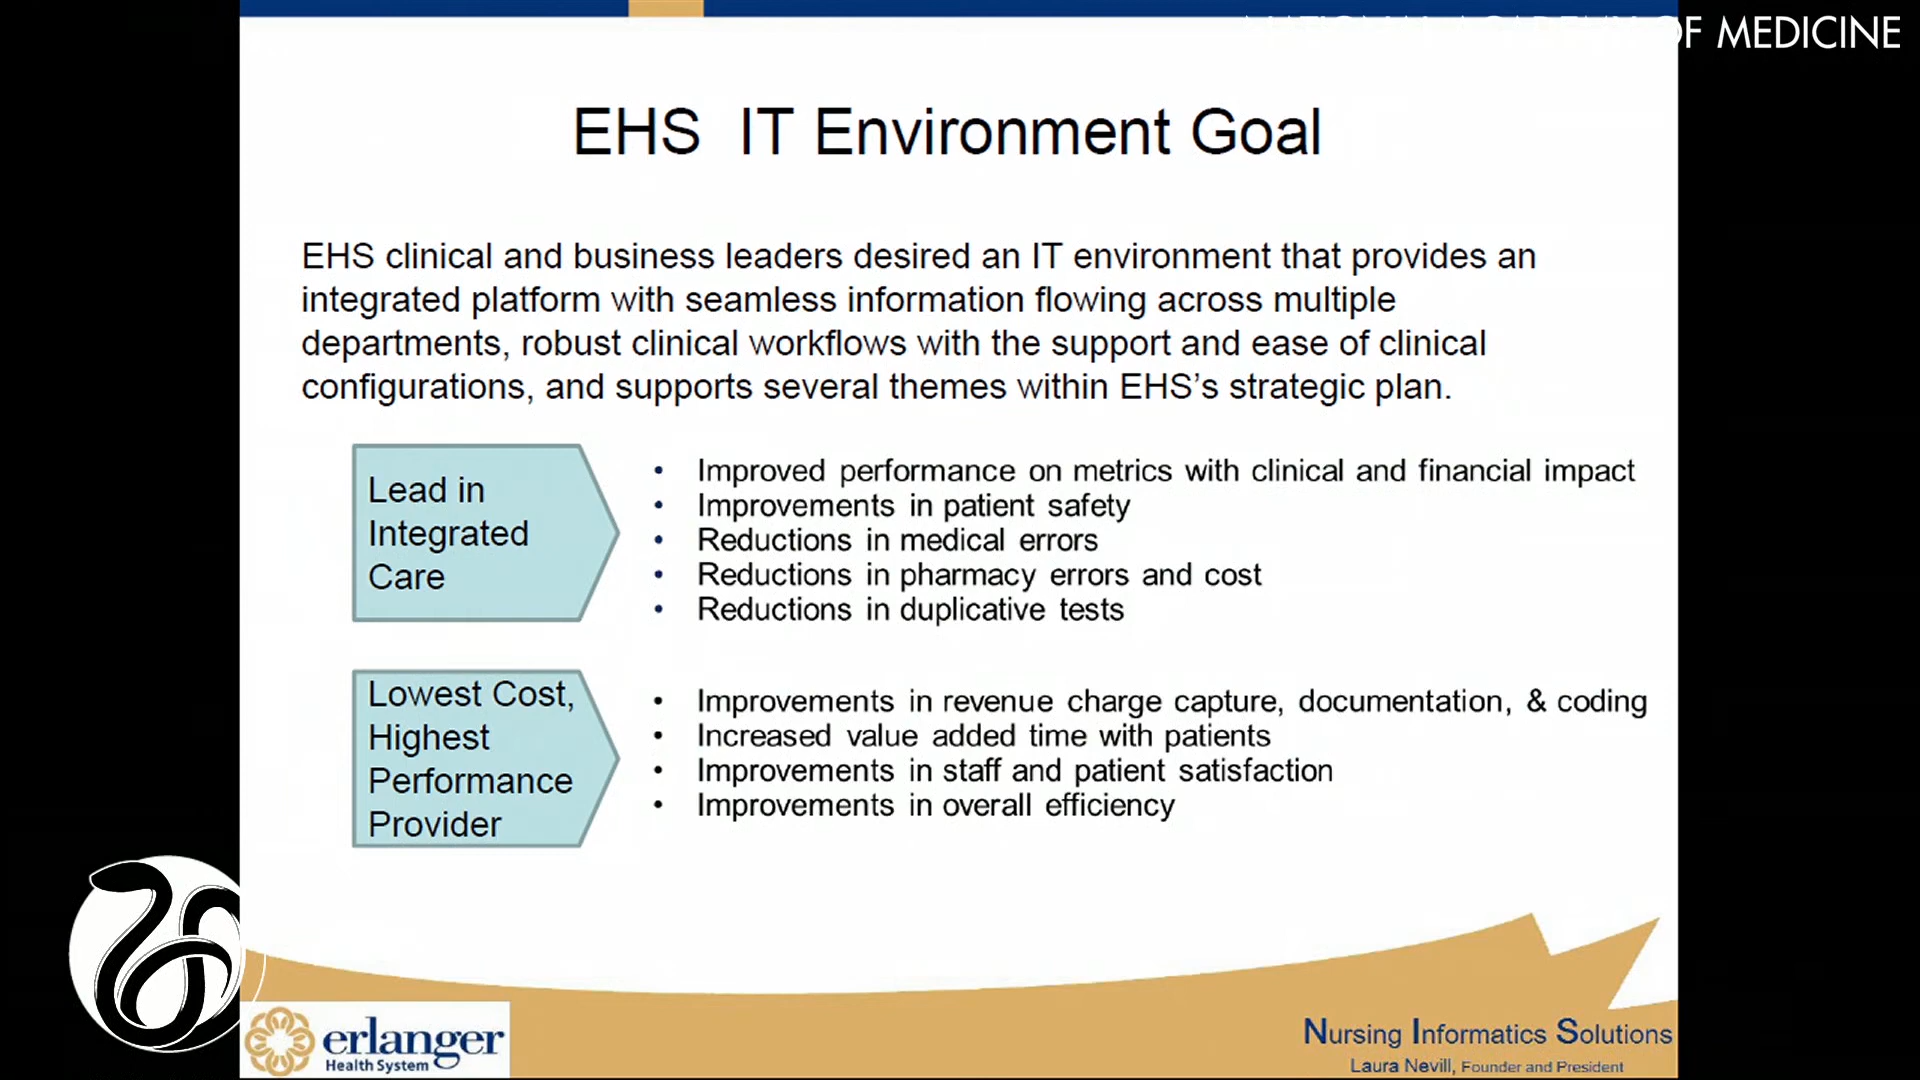 OF MEDICINE
EHS IT Environment Goal
EHS clinical and business leaders desired an IT environment that provides an
integrated platform with seamless information flowing across multiple
departments, robust clinical workflows with the support and ease of clinical
configurations, and supports several themes within EHS’s strategic plan.
Lead in
Integrated
Care
• Improved performance on metrics with clinical and financial impact
• Improvements in patient safety
• Reductions in medical errors
• Reductions in pharmacy errors and cost
• Reductions in duplicative tests
Lowest Cost,
Highest
Performance
Provider
• Improvements in revenue charge capture, documentation, & coding
• Increased value added time with patients
• Improvements in staff and patient satisfaction
• Improvements in overall efficiency
erlanger
Health System
Nursing Informatics Solutions
Laura Nevill, Founder and President